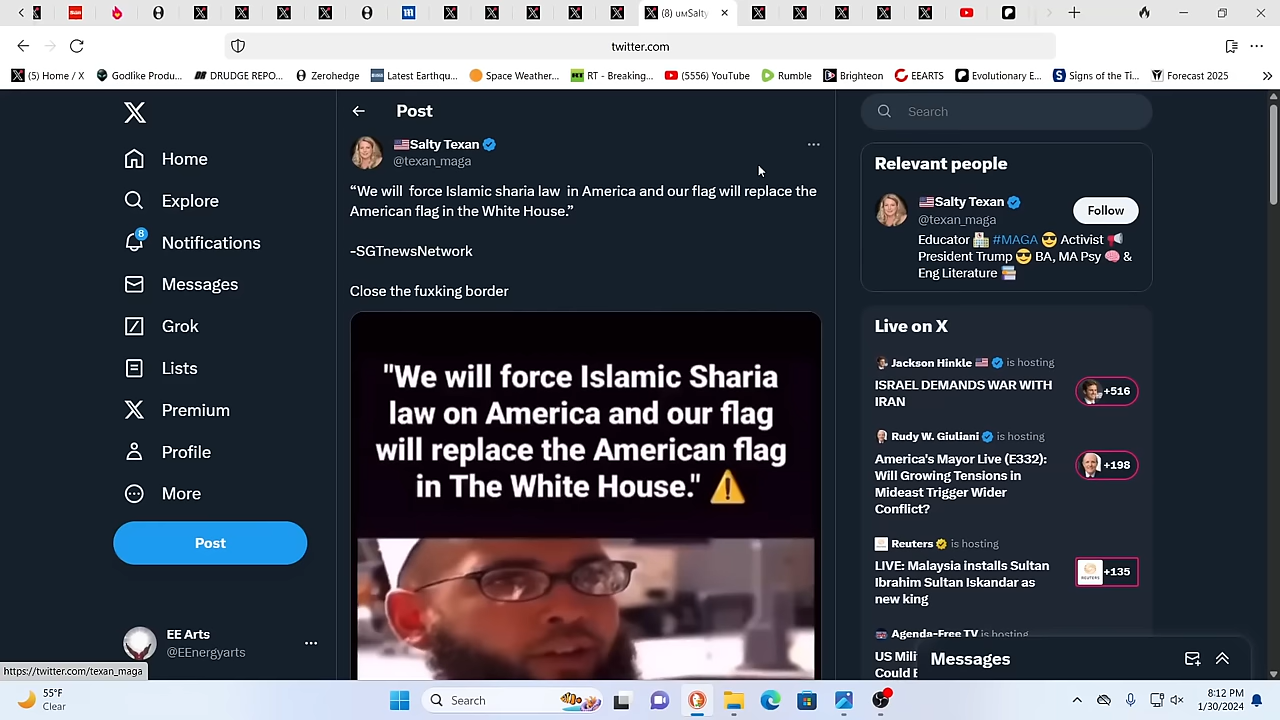 (8) 🇺🇸Salty
twitter.com
(5) Home / X
Godlike Produ...
DRUDGE REPO...
Zerohedge
Latest Earthqu...
Space Weather...
RT - Breaking...
(5556) YouTube
Rumble
Brighteon
EEARTS
Evolutionary E...
Signs of the Ti...
Forecast 2025
Home
Explore
8
Notifications
Messages
Grok
Lists
Premium
Profile
More
Post
EE Arts
@EEnergyarts
https://twitter.com/texan_maga
Post
🇺🇸Salty Texan
@texan_maga
“We will  force Islamic sharia law  in America and our flag will replace the
American flag in the White House.”
-SGTnewsNetwork
Close the fuxking border
"We will force Islamic Sharia
law on America and our flag
will replace the American flag
in The White House." ⚠️
Search
Relevant people
🇺🇸Salty Texan
@texan_maga
Follow
Educator 🏫 #MAGA 😎 Activist 📢
President Trump 😎 BA, MA Psy 🧠 &
Eng Literature 📚
Live on X
Jackson Hinkle 🇺🇸 is hosting
ISRAEL DEMANDS WAR WITH
IRAN
+516
Rudy W. Giuliani is hosting
America's Mayor Live (E332):
Will Growing Tensions in
Mideast Trigger Wider
Conflict?
+198
Reuters is hosting
LIVE: Malaysia installs Sultan
Ibrahim Sultan Iskandar as
new king
REUTERS
+135
Agenda-Free TV is hosting
US Mili
Could
Messages
55°F
Clear
Search
8:12 PM
1/30/2024